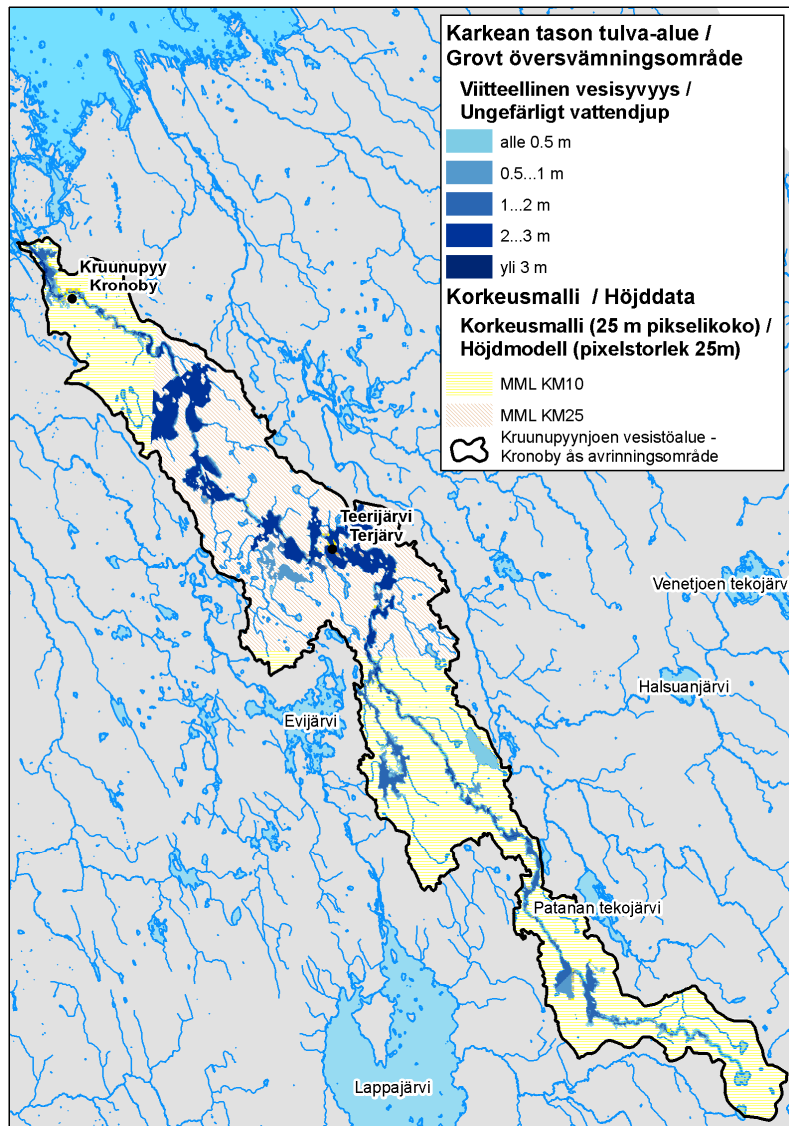 Karkean tason tulva-alue /
Grovt översvämningsområde
Viitteellinen vesisyvyys /
Ungefärligt vattendjup
alle 0.5 m
0.5...1 m
1...2 m
2...3 m
yli 3 m
Korkeusmalli / Höjddata
Korkeusmalli (25 m pikselikoko) /
Höjdmodell (pixelstorlek 25m)
MML KM10
MML KM25
Kruunupyynjoen vesistöalue -
Kronoby ås avrinningsområde
Kruunupyy
Kronoby
Teerijärvi
Terjärv
Venetjoen tekojärv
Halsuanjärvi
Evijärvi
Patanan tekojärvi
Lappajärvi